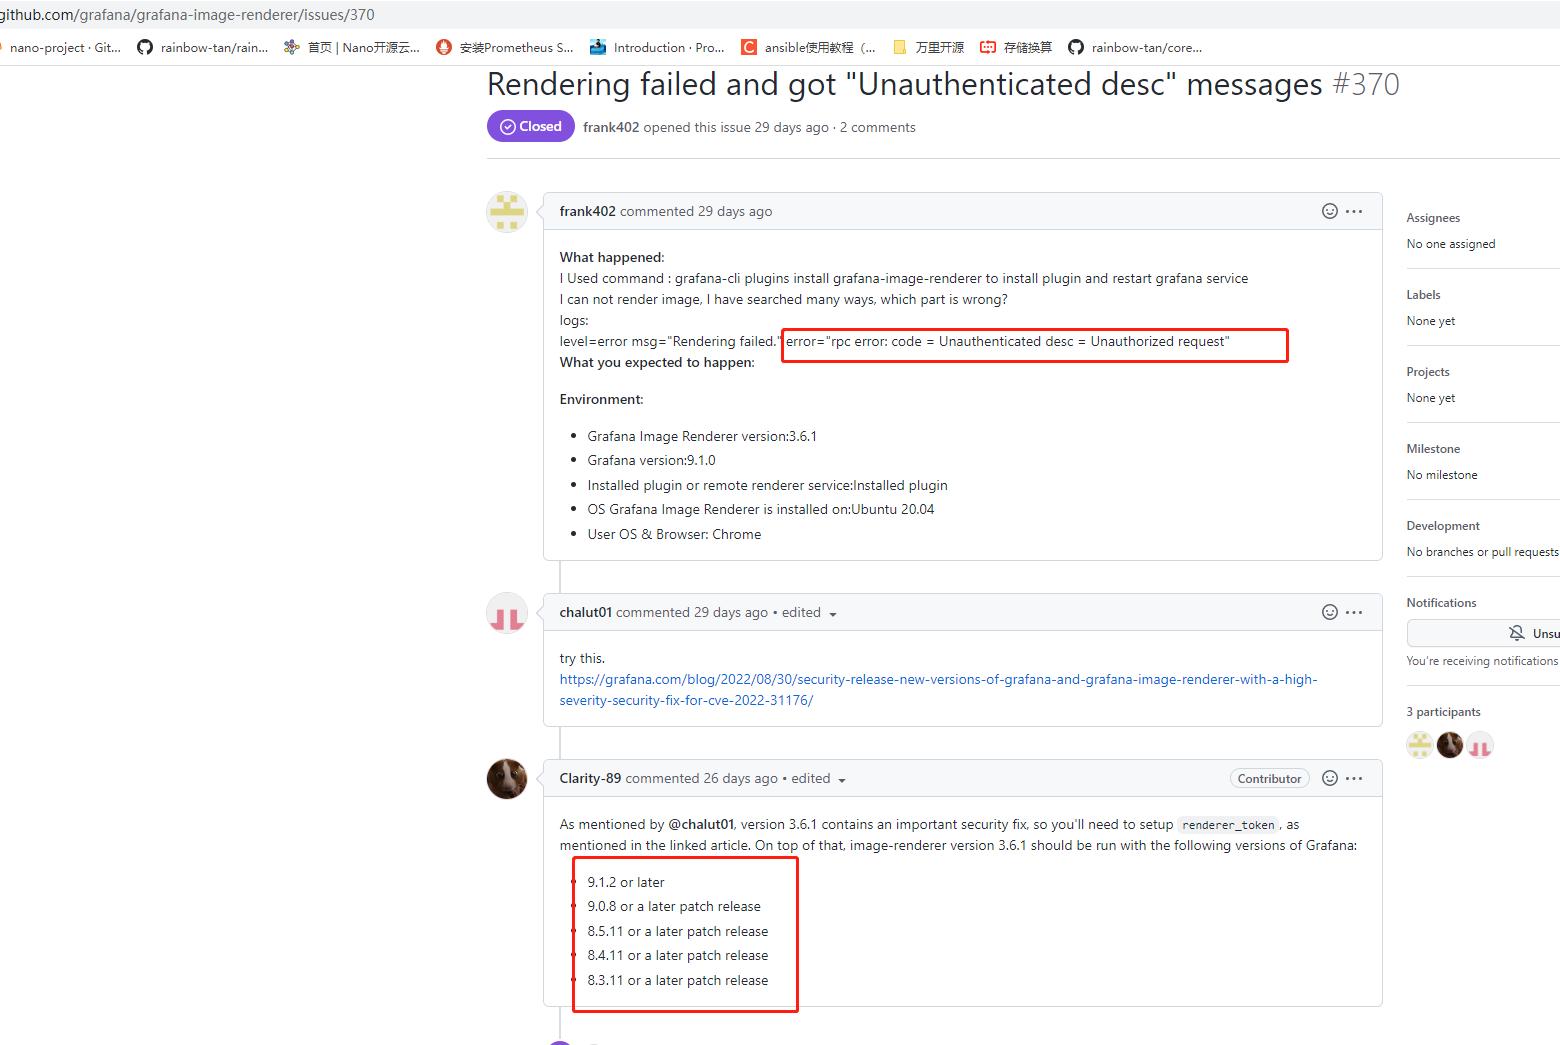 github.com/grafana/grafana-image-renderer/issues/370
nano-project · Git... rainbow-tan/rain... 首页 | Nano开源云... 安装Prometheus S... Introduction · Pro... ansible使用教程（... 万里开源 存储换算 rainbow-tan/core...
Rendering failed and got "Unauthenticated desc" messages #370
Closed frank402 opened this issue 29 days ago · 2 comments
frank402 commented 29 days ago
What happened:
I Used command : grafana-cli plugins install grafana-image-renderer to install plugin and restart grafana service
I can not render image, I have searched many ways, which part is wrong?
logs:
level=error msg="Rendering failed." error="rpc error: code = Unauthenticated desc = Unauthorized request"
What you expected to happen:
Environment:
• Grafana Image Renderer version:3.6.1
• Grafana version:9.1.0
• Installed plugin or remote renderer service:Installed plugin
• OS Grafana Image Renderer is installed on:Ubuntu 20.04
• User OS & Browser: Chrome
chalut01 commented 29 days ago • edited
try this.
https://grafana.com/blog/2022/08/30/security-release-new-versions-of-grafana-and-grafana-image-renderer-with-a-high-
severity-security-fix-for-cve-2022-31176/
Clarity-89 commented 26 days ago • edited Contributor
As mentioned by @chalut01, version 3.6.1 contains an important security fix, so you'll need to setup renderer_token, as
mentioned in the linked article. On top of that, image-renderer version 3.6.1 should be run with the following versions of Grafana:
• 9.1.2 or later
• 9.0.8 or a later patch release
• 8.5.11 or a later patch release
• 8.4.11 or a later patch release
• 8.3.11 or a later patch release
Assignees
No one assigned
Labels
None yet
Projects
None yet
Milestone
No milestone
Development
No branches or pull requests
Notifications
Unsu
You're receiving notifications
3 participants